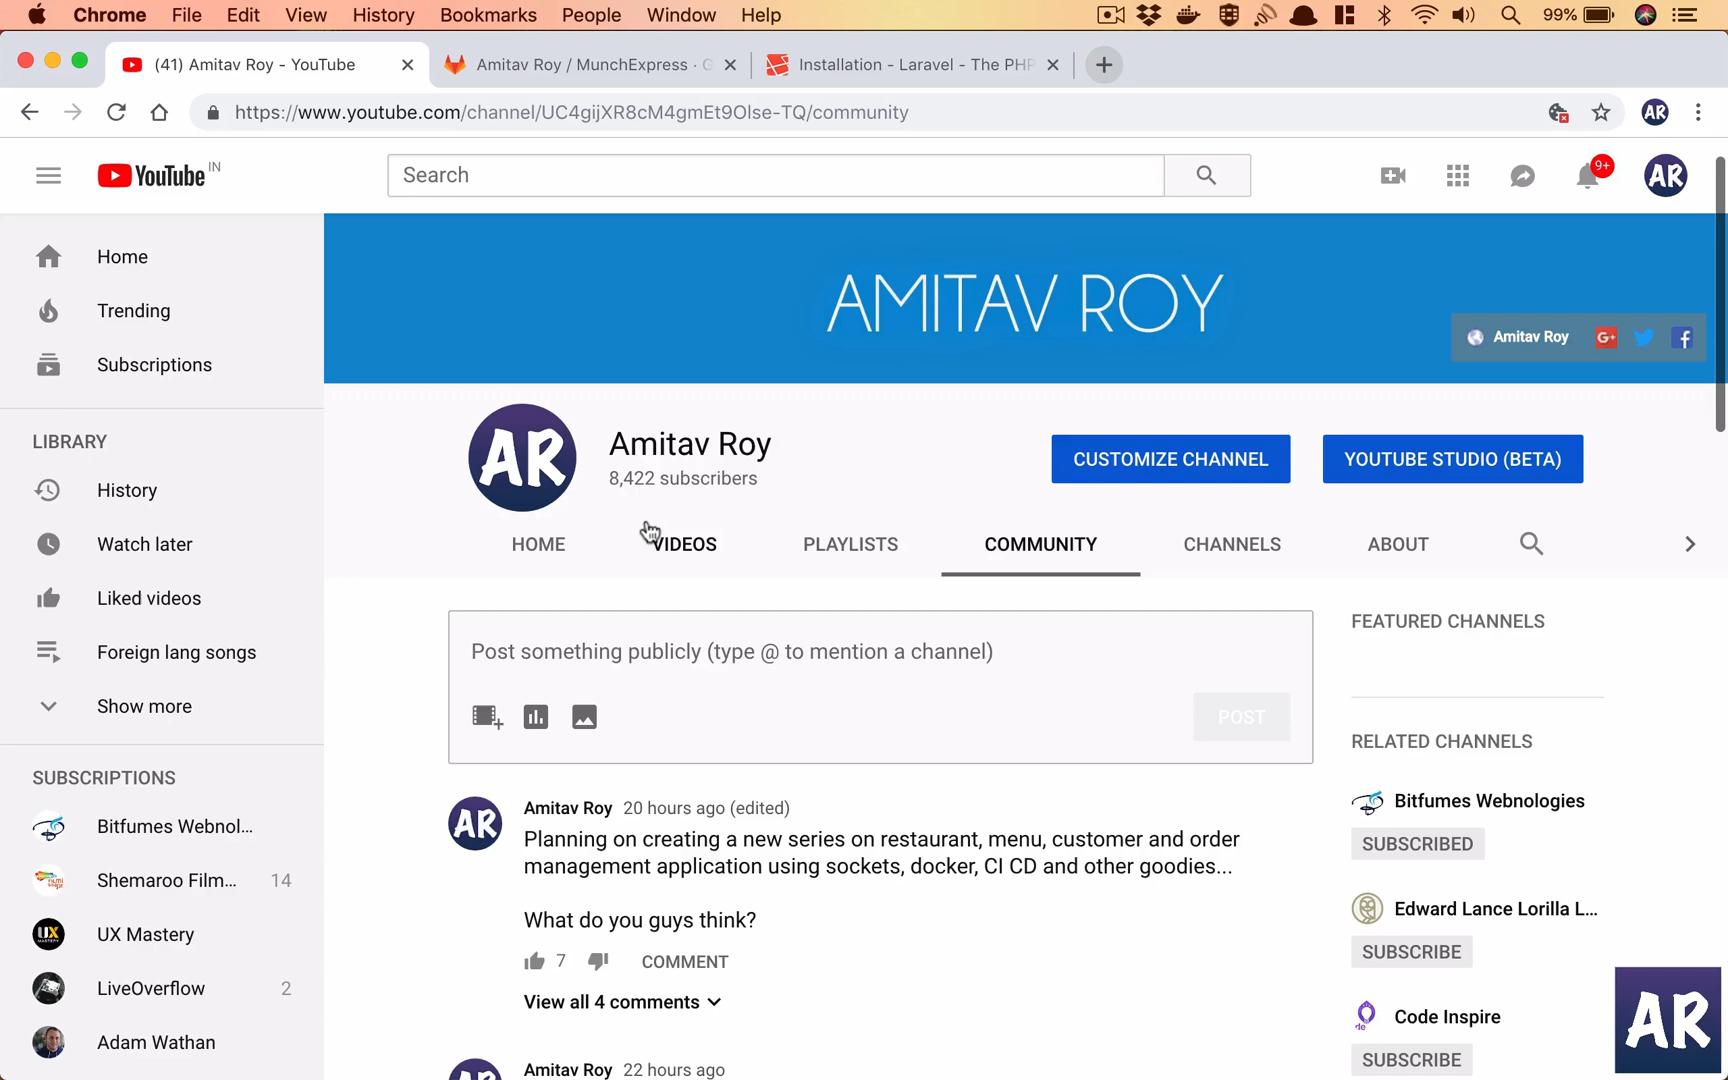 Chrome File Edit View History Bookmarks People Window Help 99%
(41) Amitav Roy - YouTube Amitav Roy / MunchExpress · G Installation - Laravel - The PHP
https://www.youtube.com/channel/UC4gijXR8cM4gmEt9Olse-TQ/community AR
YouTube IN Search 9+ AR
Home
Trending
Subscriptions
LIBRARY
History
Watch later
Liked videos
Foreign lang songs
Show more
SUBSCRIPTIONS
Bitfumes Webnol...
Shemaroo Film... 14
UX Mastery
LiveOverflow 2
Adam Wathan
AMITAV ROY
Amitav Roy G+
AR
Amitav Roy
8,422 subscribers
CUSTOMIZE CHANNEL YOUTUBE STUDIO (BETA)
HOME VIDEOS PLAYLISTS COMMUNITY CHANNELS ABOUT
Post something publicly (type @ to mention a channel)
POST
AR
Amitav Roy 20 hours ago (edited)
Planning on creating a new series on restaurant, menu, customer and order
management application using sockets, docker, CI CD and other goodies...
What do you guys think?
7 COMMENT
View all 4 comments
Amitav Roy 22 hours ago
FEATURED CHANNELS
RELATED CHANNELS
Bitfumes Webnologies
SUBSCRIBED
Edward Lance Lorilla L...
SUBSCRIBE
Code Inspire
SUBSCRIBE
AR